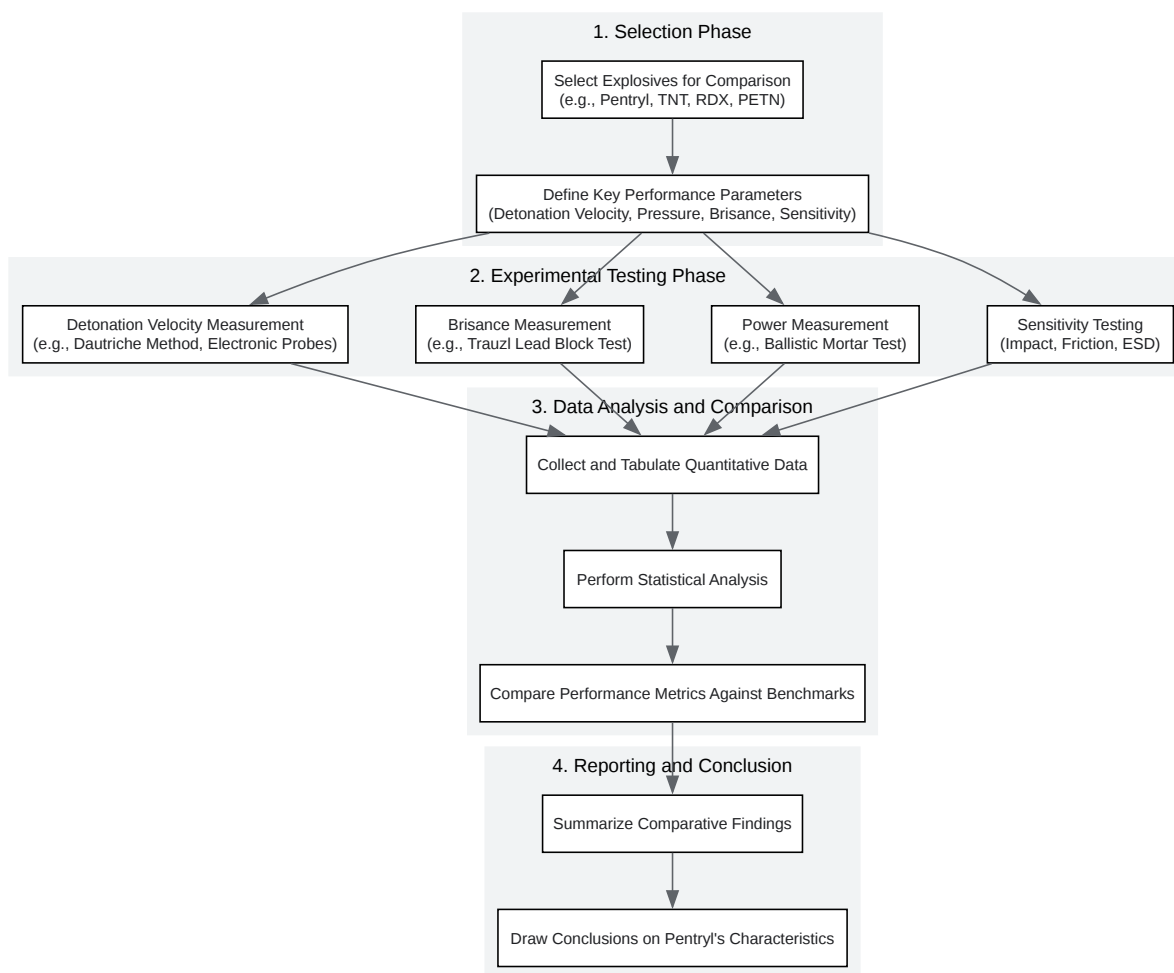 1. Selection Phase
Select Explosives for Comparison
(e.g., Pentryl, TNT, RDX, PETN)
Define Key Performance Parameters
(Detonation Velocity, Pressure, Brisance, Sensitivity)
2. Experimental Testing Phase
Detonation Velocity Measurement
(e.g., Dautriche Method, Electronic Probes)
Brisance Measurement
(e.g., Trauzl Lead Block Test)
Power Measurement
(e.g., Ballistic Mortar Test)
Sensitivity Testing
(Impact, Friction, ESD)
3. Data Analysis and Comparison
Collect and Tabulate Quantitative Data
Perform Statistical Analysis
Compare Performance Metrics Against Benchmarks
4. Reporting and Conclusion
Summarize Comparative Findings
Draw Conclusions on Pentryl's Characteristics